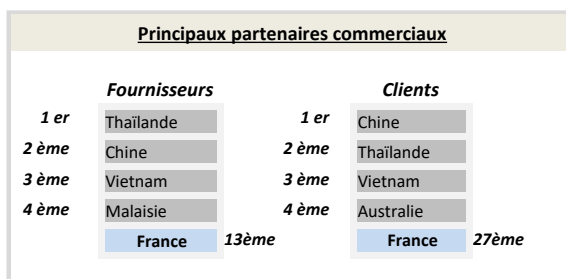 Principaux partenaires commerciaux
Fournisseurs Clients
1 er Thaïlande 1 er Chine
2 ème Chine 2 ème Thaïlande
3 ème Vietnam 3 ème Vietnam
4 ème Malaisie 4 ème Australie
France 13ème France 27ème